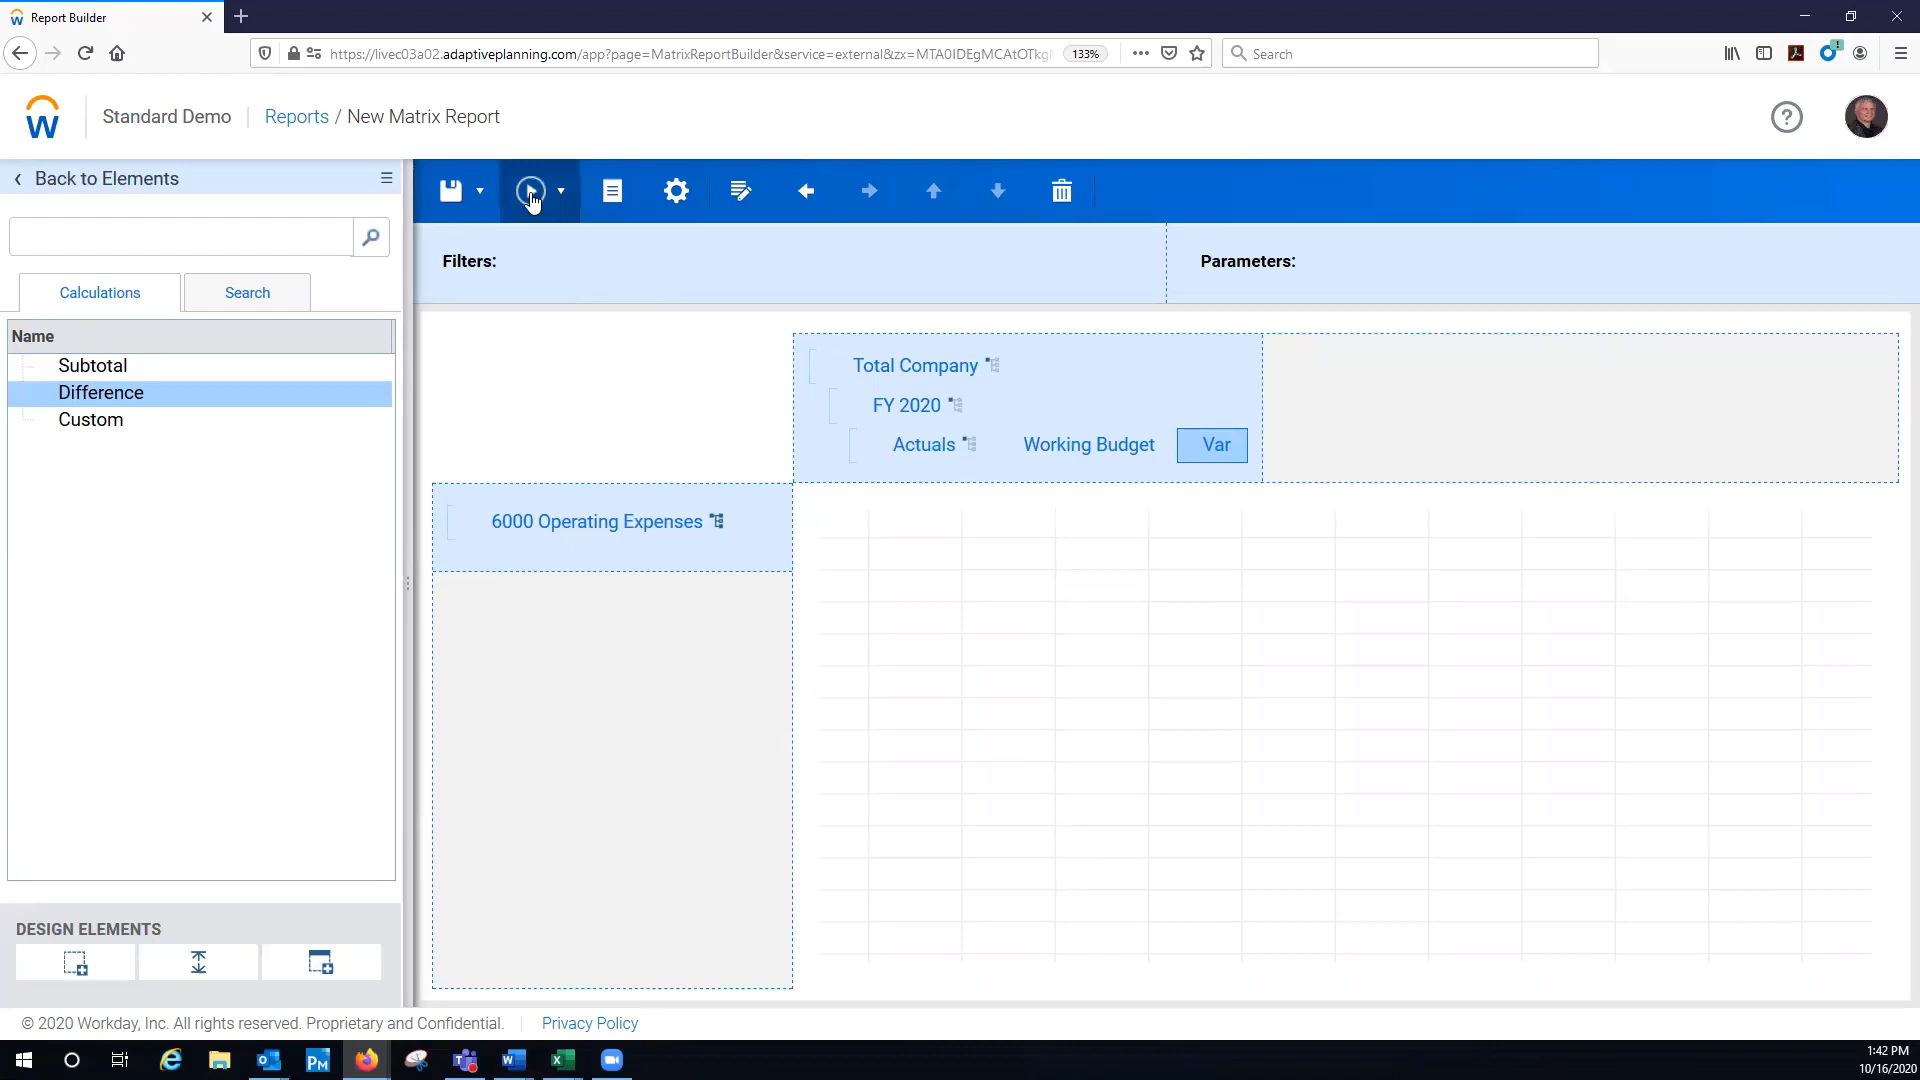 Report Builder
https://livec03a02.adaptiveplanning.com/app?page=MatrixReportBuilder&service=external&zx=MTA0IDEgMCAtOTkg
133%
Search
Standard Demo
Reports / New Matrix Report
Back to Elements
Calculations
Search
Name
Subtotal
Difference
Custom
DESIGN ELEMENTS
Filters:
Parameters:
Total Company
FY 2020
Actuals
Working Budget
Var
6000 Operating Expenses
© 2020 Workday, Inc. All rights reserved. Proprietary and Confidential.
Privacy Policy
1:42 PM
10/16/2020